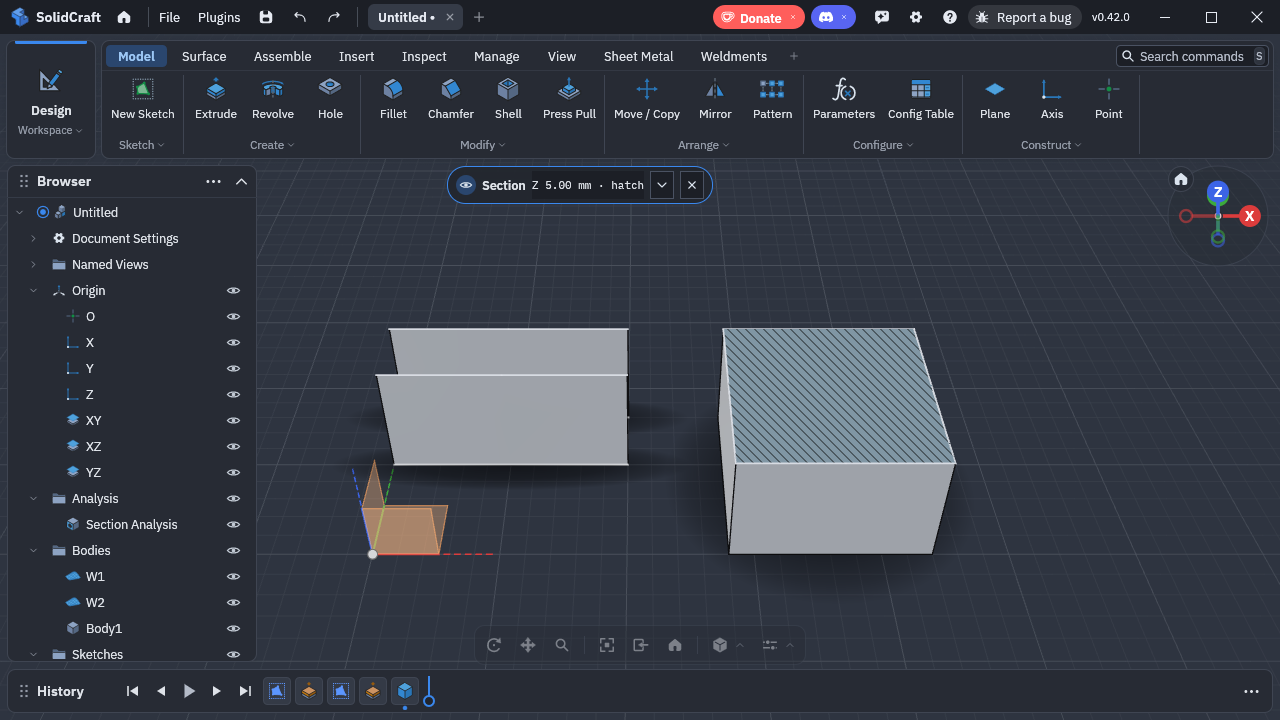 SolidCraft File Plugins Untitled • Donate Report a bug v0.42.0
Design
Workspace
Model Surface Assemble Insert Inspect Manage View Sheet Metal Weldments Search commands S
New Sketch Extrude Revolve Hole Fillet Chamfer Shell Press Pull Move / Copy Mirror Pattern Parameters Config Table Plane Axis Point
Sketch Create Modify Arrange Configure Construct
Browser
Section Z 5.00 mm · hatch
Z
X
Untitled
Document Settings
Named Views
Origin
O
X
Y
Z
XY
XZ
YZ
Analysis
Section Analysis
Bodies
W1
W2
Body1
Sketches
History